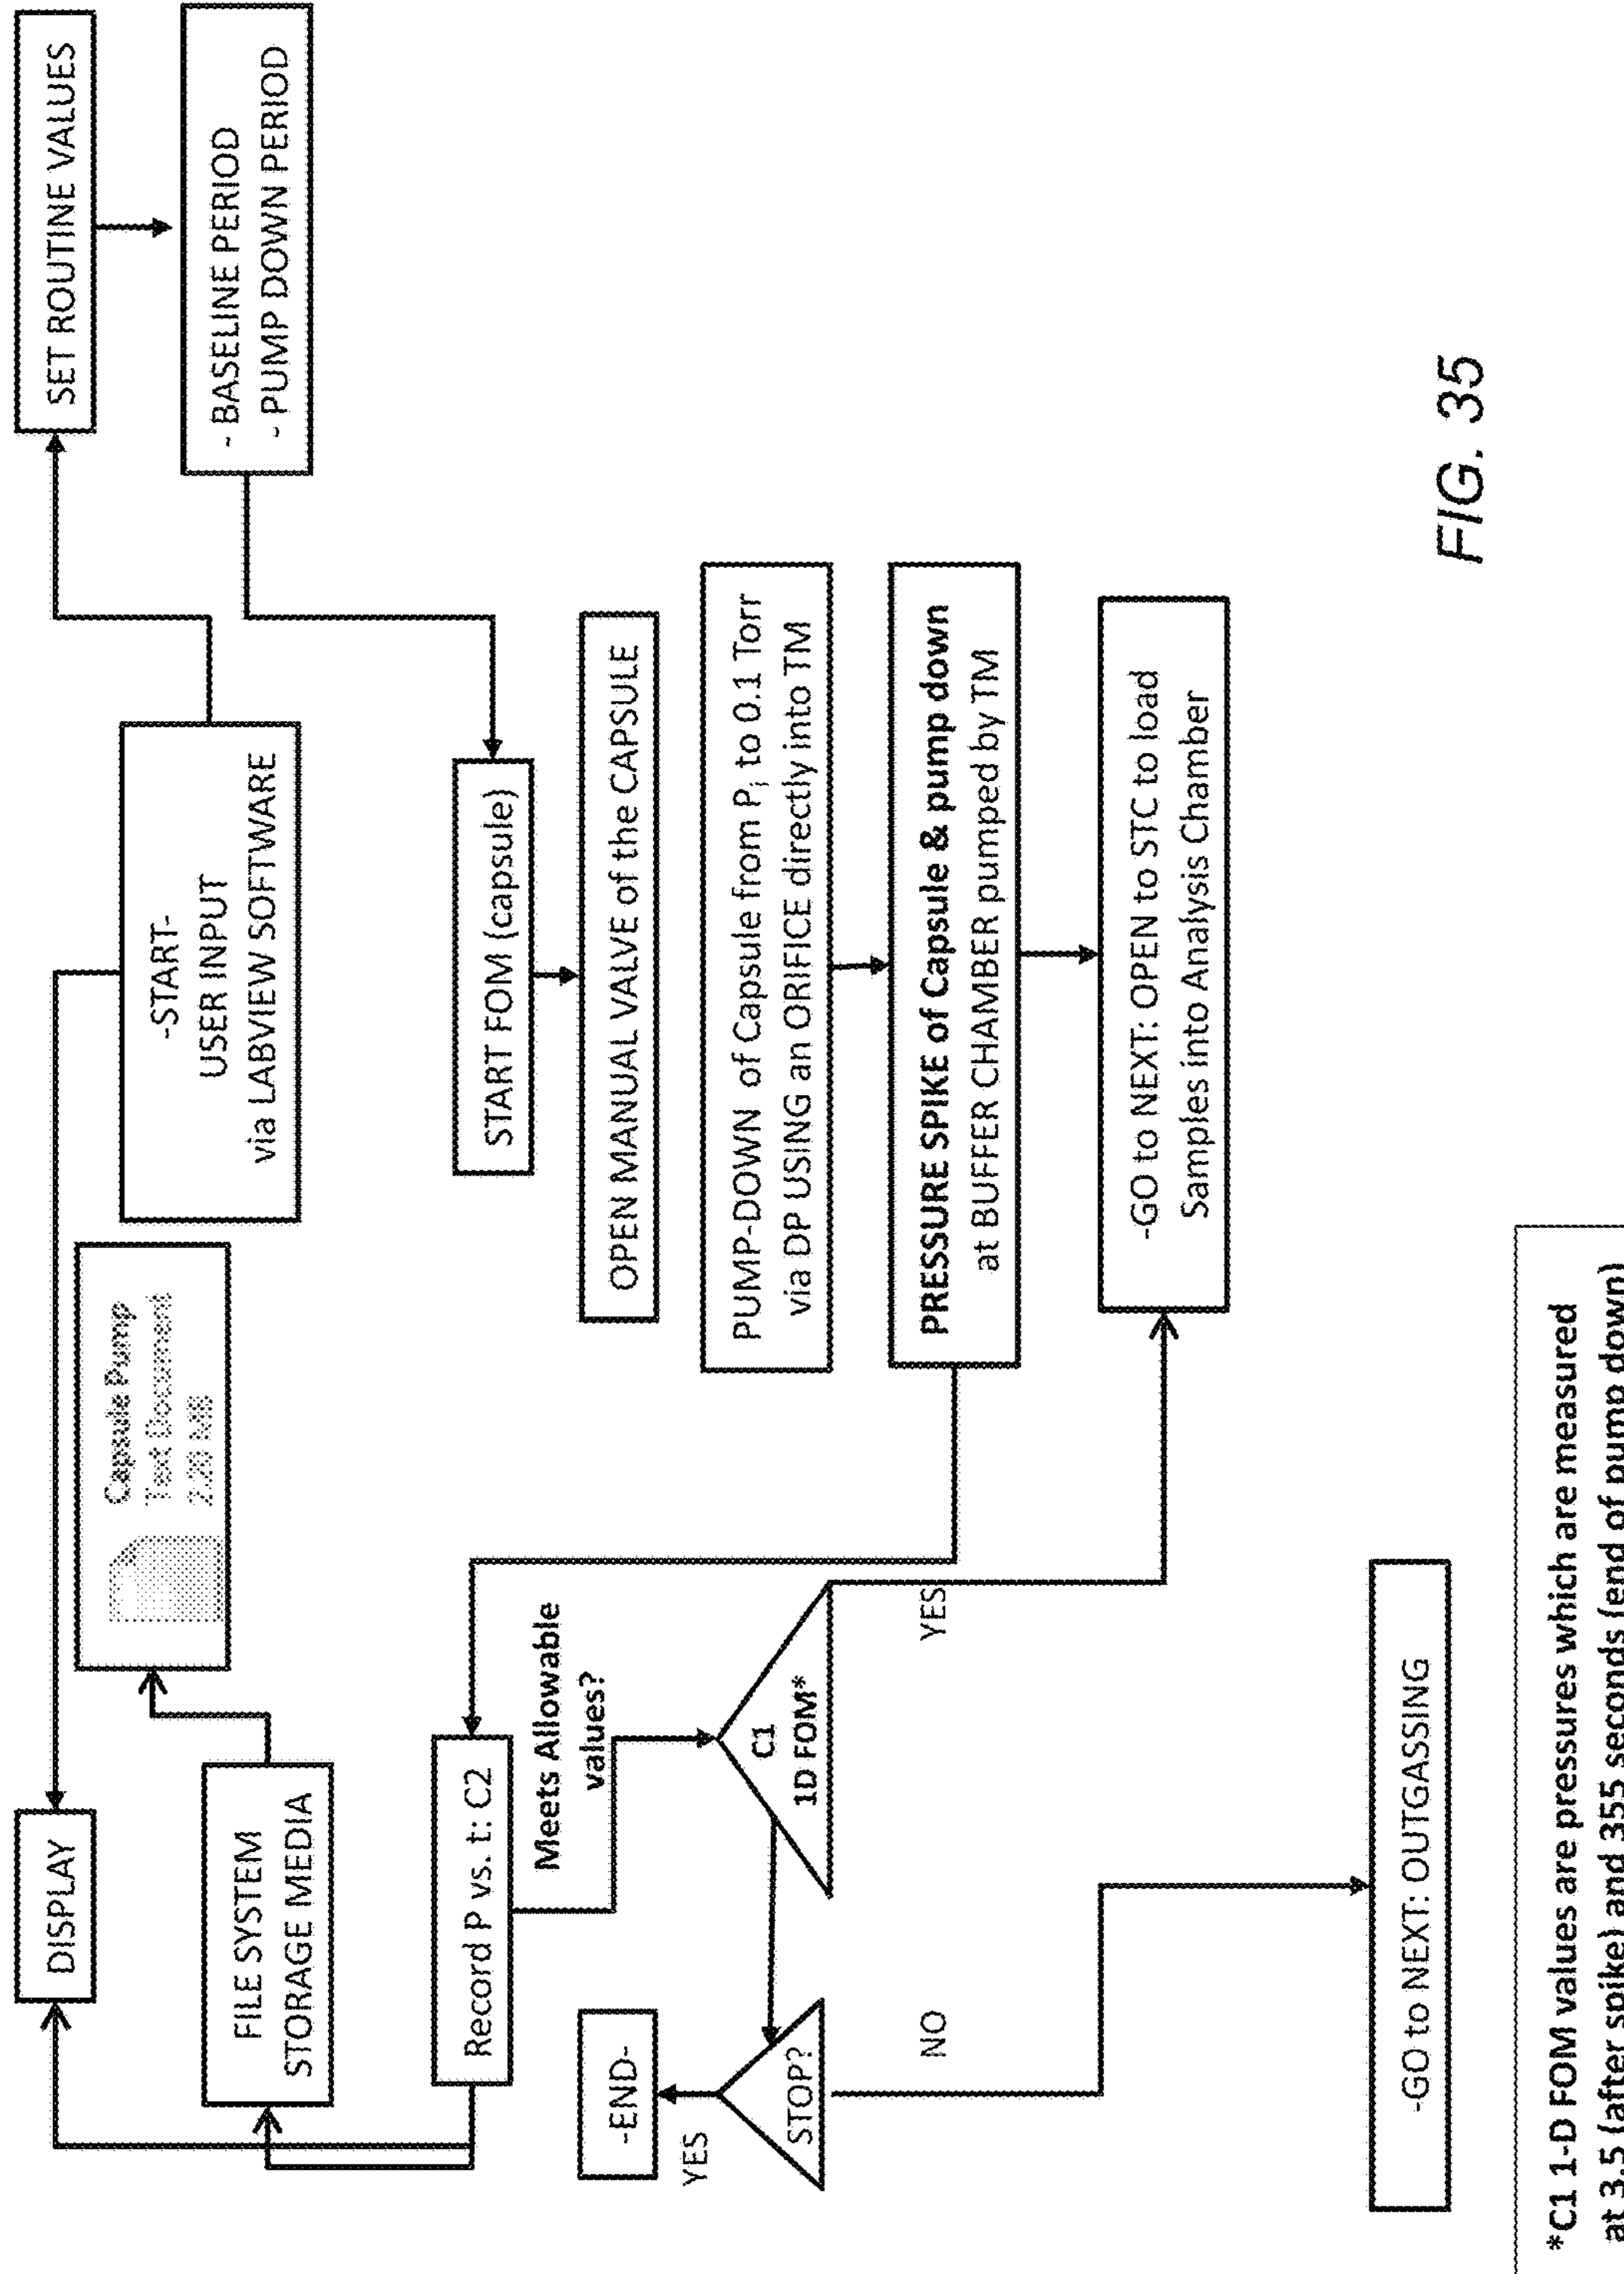 DISPLAY
FILE SYSTEM
STORAGE MEDIA
Capsule Pump
Text Document
2.20 MB
-START-
USER INPUT
via LABVIEW SOFTWARE
SET ROUTINE VALUES
- BASELINE PERIOD
- PUMP DOWN PERIOD
Record P vs. t: C2
START FOM (capsule)
OPEN MANUAL VALVE of the CAPSULE
Meets Allowable
values?
-END-
YES
STOP?
C1
1D FOM*
PUMP-DOWN of Capsule from Pi to 0.1 Torr
via DP USING an ORIFICE directly into TM
NO
YES
PRESSURE SPIKE of Capsule & pump down
at BUFFER CHAMBER pumped by TM
-GO to NEXT: OPEN to STC to load
Samples into Analysis Chamber
-GO to NEXT: OUTGASSING
FIG. 35
*C1 1-D FOM values are pressures which are measured
at 3.5 (after spike) and 355 seconds (end of pump down)